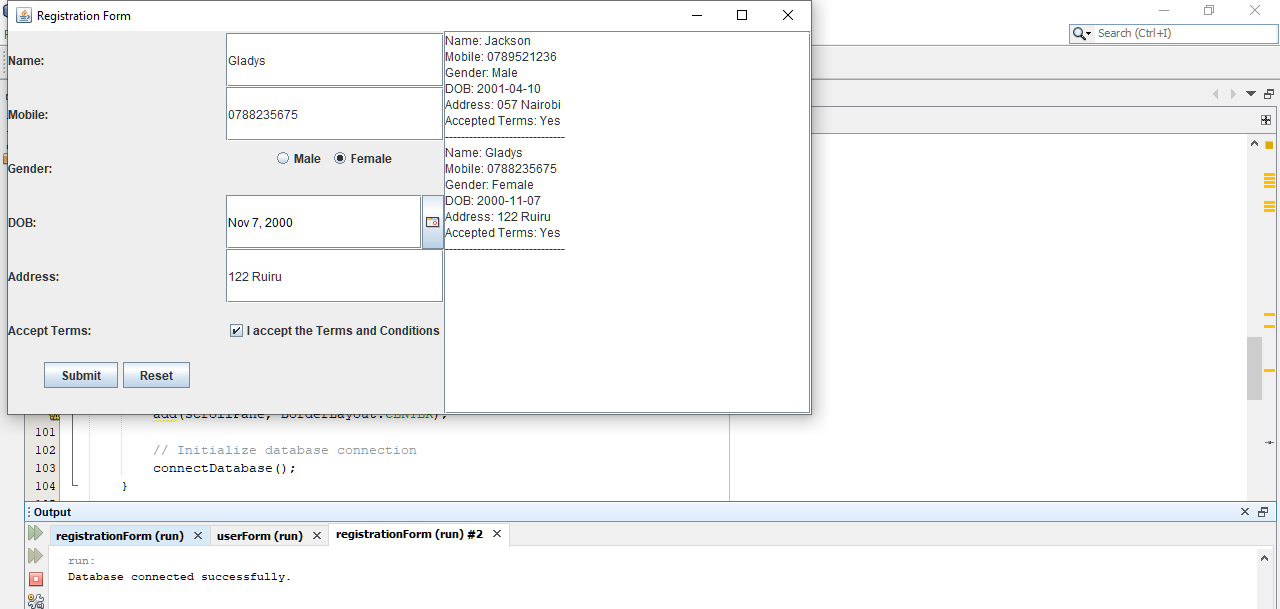 Registration Form
Search (Ctrl+I)
Name:
Gladys
Mobile:
0788235675
Gender:
Male
Female
DOB:
Nov 7, 2000
Address:
122 Ruiru
Accept Terms:
I accept the Terms and Conditions
Submit
Reset
Name: Jackson
Mobile: 0789521236
Gender: Male
DOB: 2001-04-10
Address: 057 Nairobi
Accepted Terms: Yes
------------------------------
Name: Gladys
Mobile: 0788235675
Gender: Female
DOB: 2000-11-07
Address: 122 Ruiru
Accepted Terms: Yes
------------------------------
add(scrollPane, BorderLayout.CENTER);
101
102 // Initialize database connection
103 connectDatabase();
104 }
Output
registrationForm (run)
userForm (run)
registrationForm (run) #2
run:
Database connected successfully.